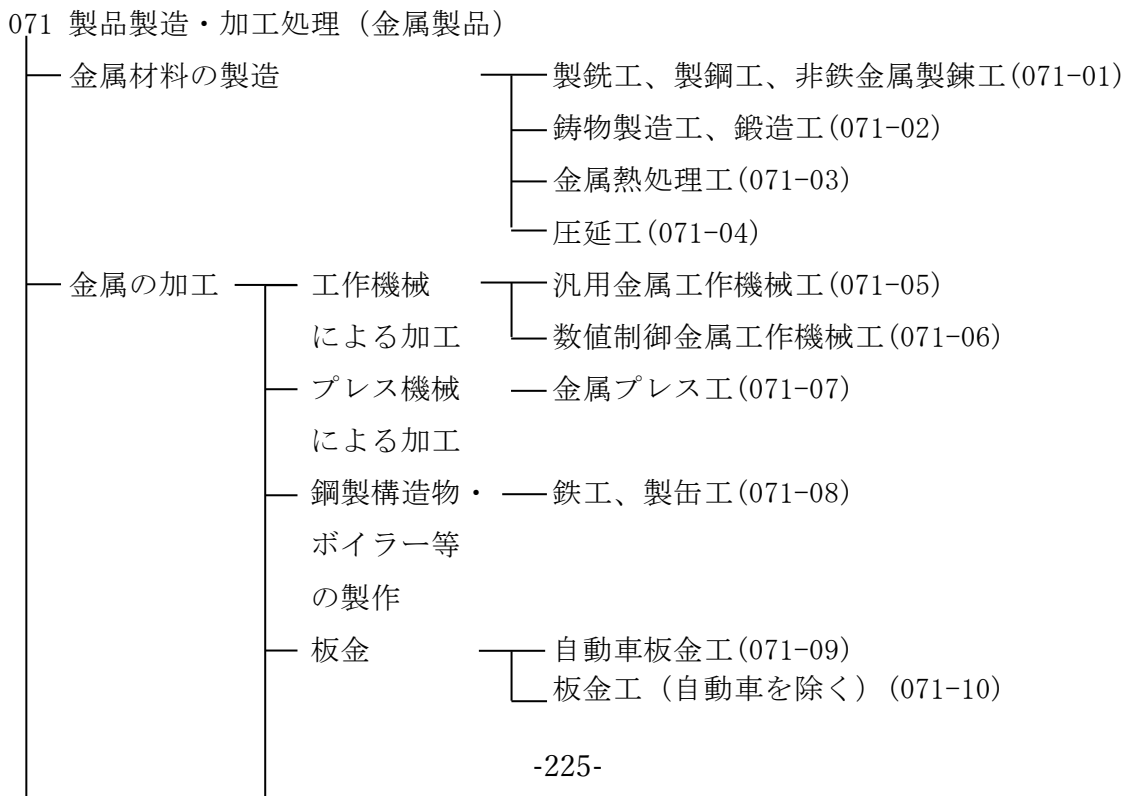 071 製品製造・加工処理（金属製品）
金属材料の製造 製銑工、製鋼工、非鉄金属製錬工(071-01)
鋳物製造工、鍛造工(071-02)
金属熱処理工(071-03)
圧延工(071-04)
金属の加工 工作機械 汎用金属工作機械工(071-05)
による加工 数値制御金属工作機械工(071-06)
プレス機械 金属プレス工(071-07)
による加工
鋼製構造物・ 鉄工、製缶工(071-08)
ボイラー等
の製作
板金 自動車板金工(071-09)
板金工（自動車を除く）(071-10)
-225-